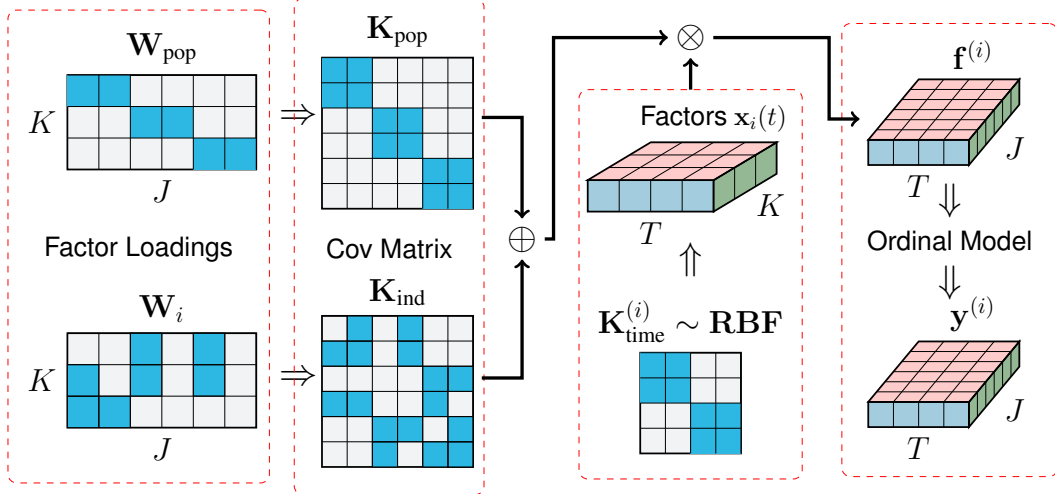 W_pop
K
J
Factor Loadings
W_i
K
J
⇒
⇒
K_pop
Cov Matrix
K_ind
⊕
⊗
Factors x_i(t)
T
K
⇑
K_time^(i) ∼ RBF
f^(i)
J
T
⇓
Ordinal Model
⇓
y^(i)
J
T